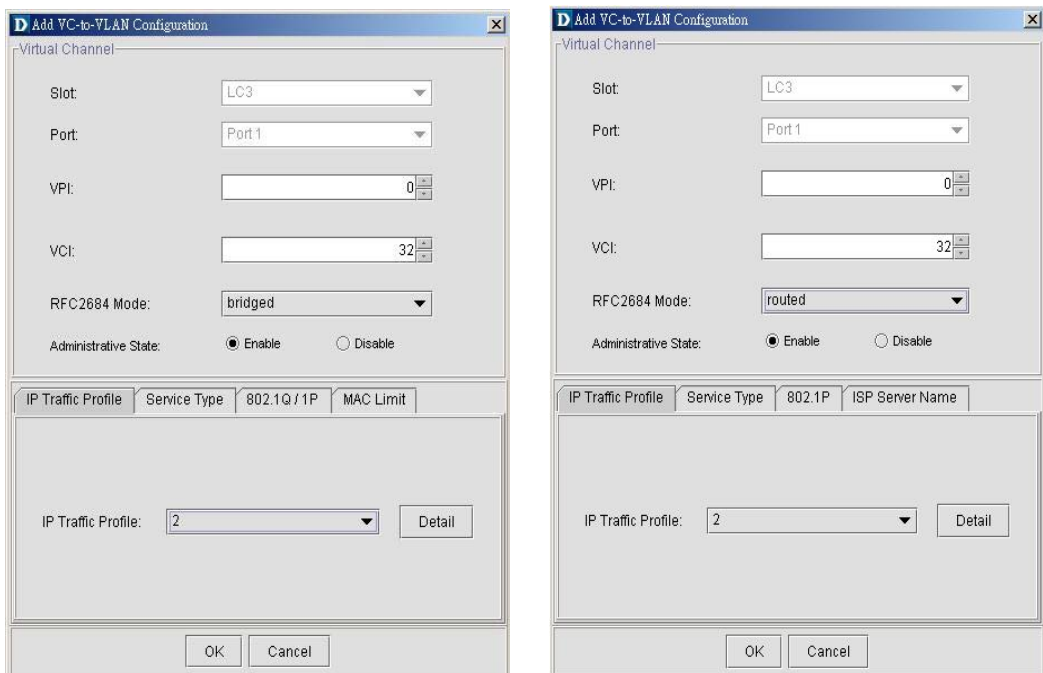 D Add VC-to-VLAN Configuration
Virtual Channel
Slot: LC3
Port: Port 1
VPI: 0
VCI: 32
RFC2684 Mode: bridged
Administrative State: Enable Disable
IP Traffic Profile Service Type 802.1Q / 1P MAC Limit
IP Traffic Profile: 2 Detail
OK Cancel
D Add VC-to-VLAN Configuration
Virtual Channel
Slot: LC3
Port: Port 1
VPI: 0
VCI: 32
RFC2684 Mode: routed
Administrative State: Enable Disable
IP Traffic Profile Service Type 802.1P ISP Server Name
IP Traffic Profile: 2 Detail
OK Cancel